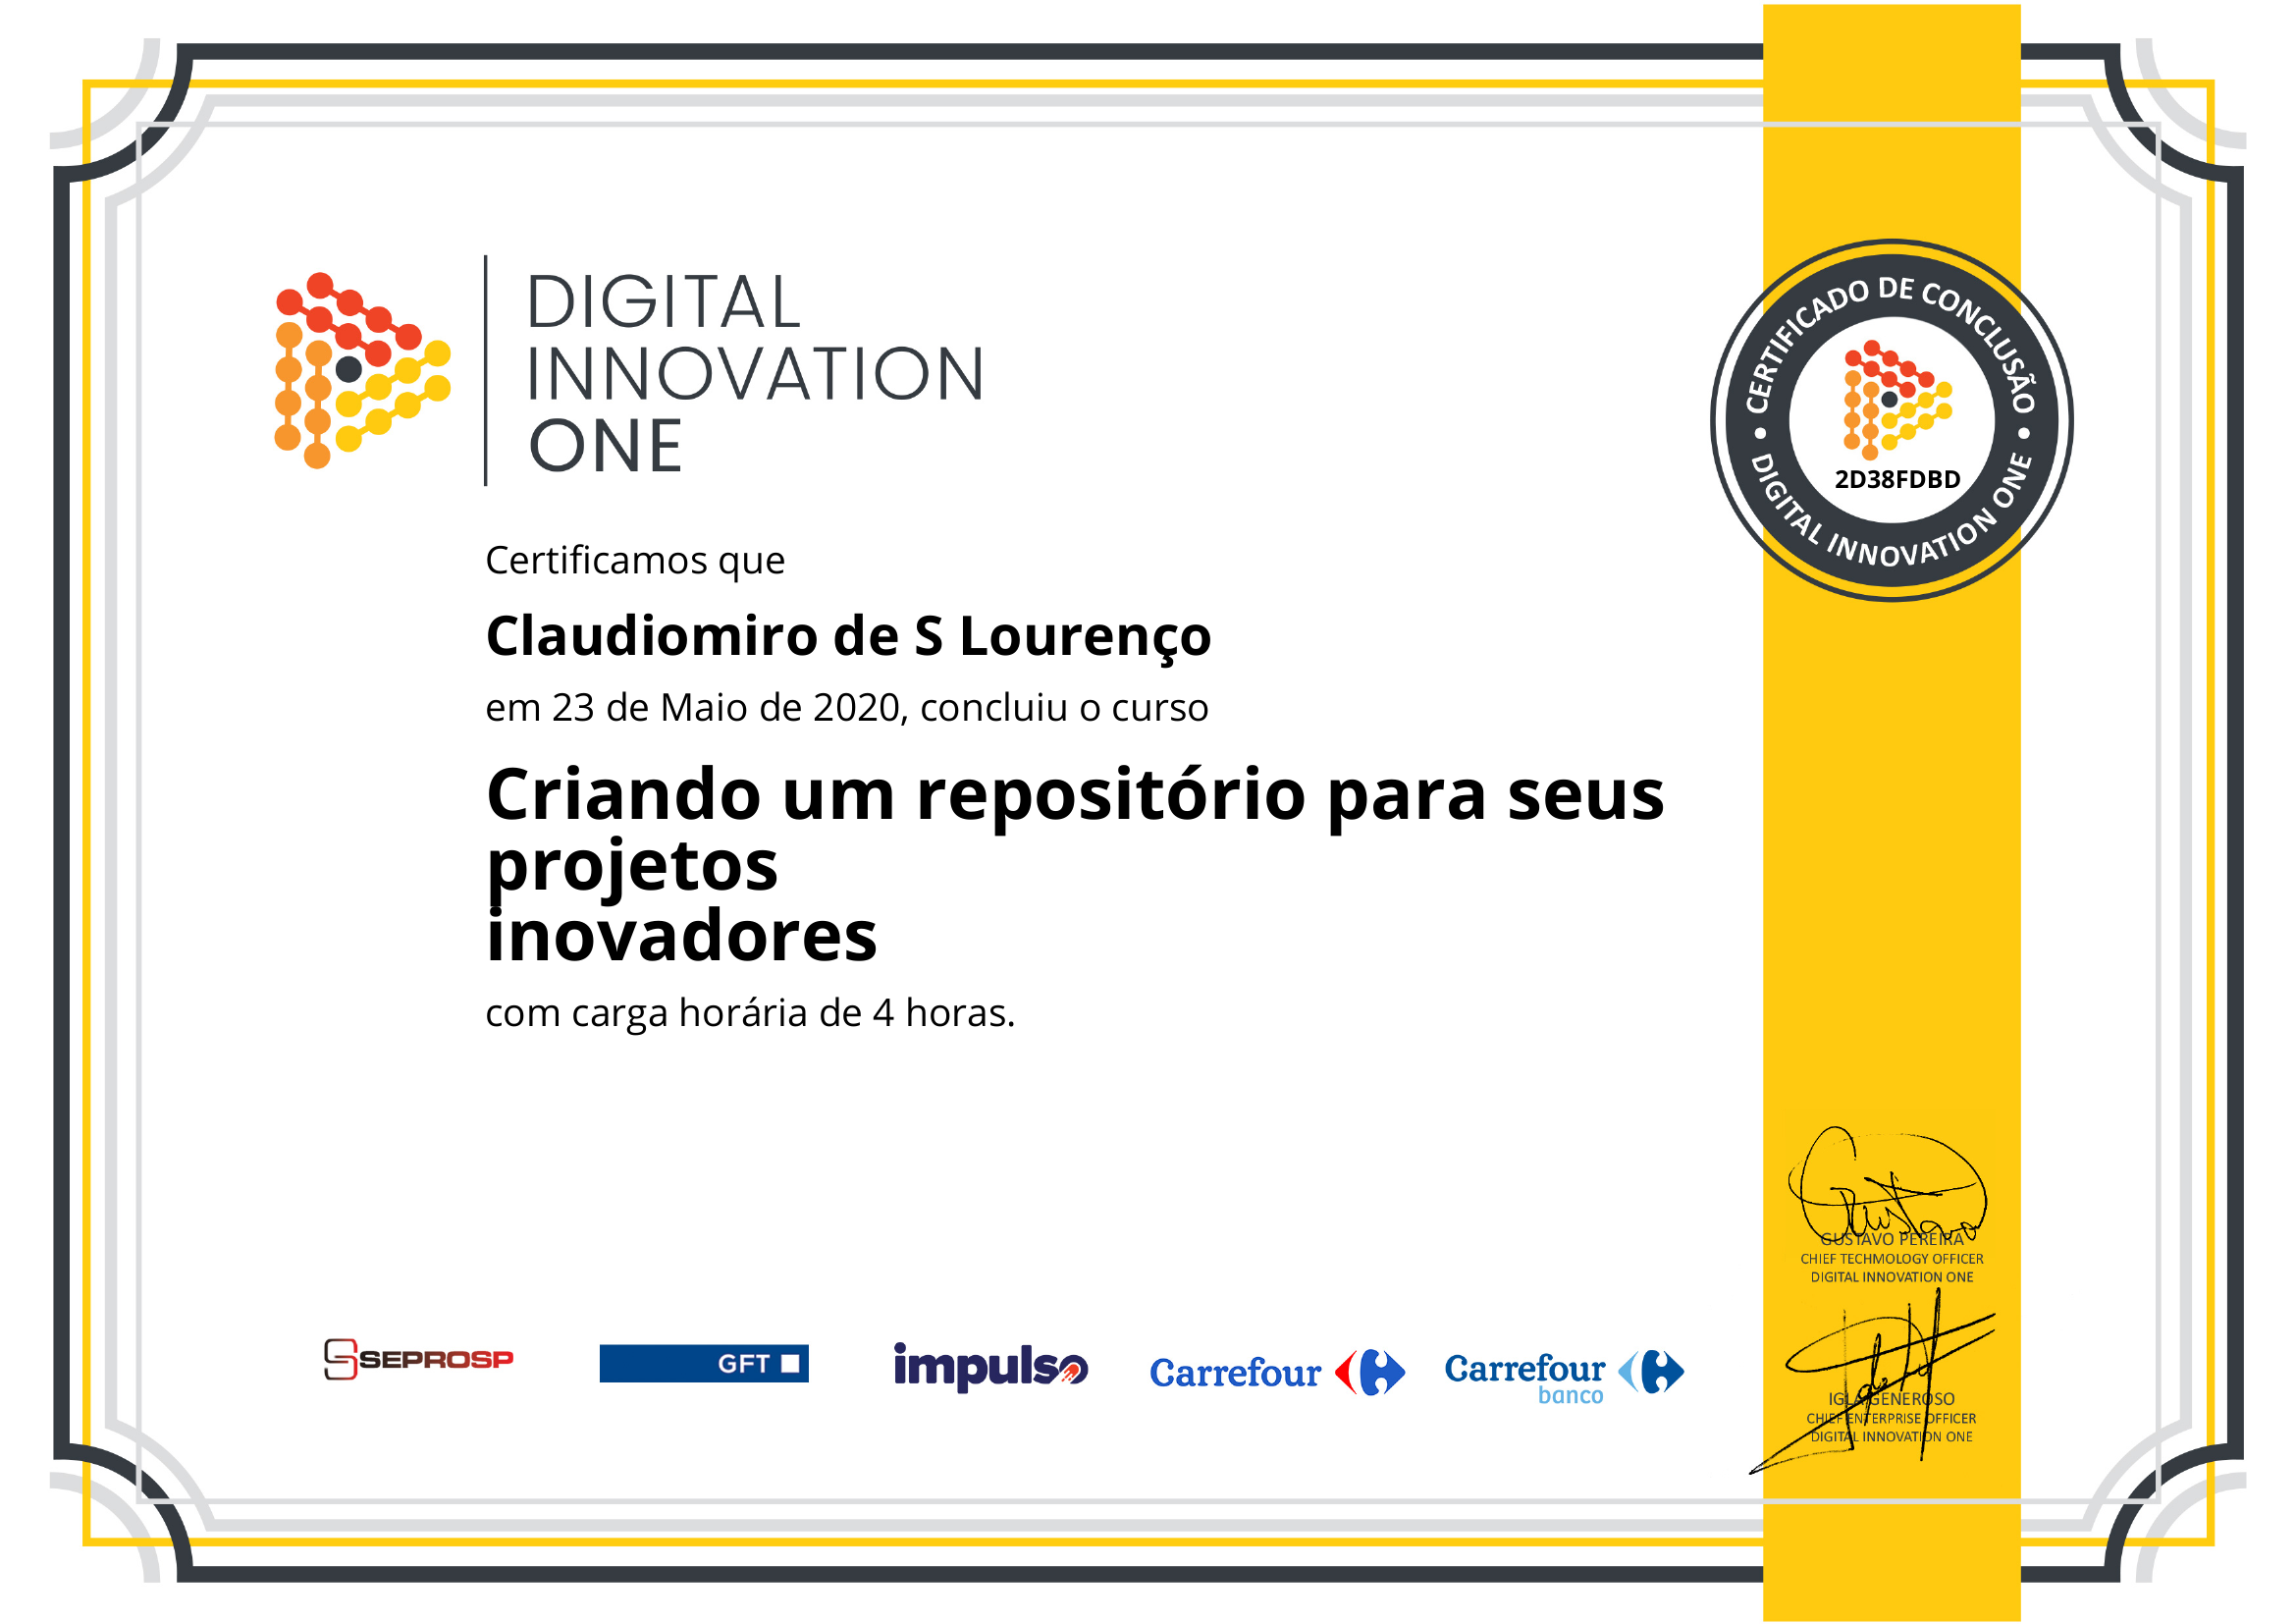 DIGITAL
INNOVATION
ONE
CERTIFICADO DE CONCLUSÃO
2D38FDBD
DIGITAL INNOVATION ONE
Certificamos que
Claudiomiro de S Lourenço
em 23 de Maio de 2020, concluiu o curso
Criando um repositório para seus
projetos
inovadores
com carga horária de 4 horas.
Gustavo
GUSTAVO PEREIRA
CHIEF TECHMOLOGY OFFICER
DIGITAL INNOVATION ONE
IGLÁ GENEROSO
CHIEF ENTERPRISE OFFICER
DIGITAL INNOVATION ONE
SEPROSP
GFT
impulso
Carrefour
Carrefour
banco